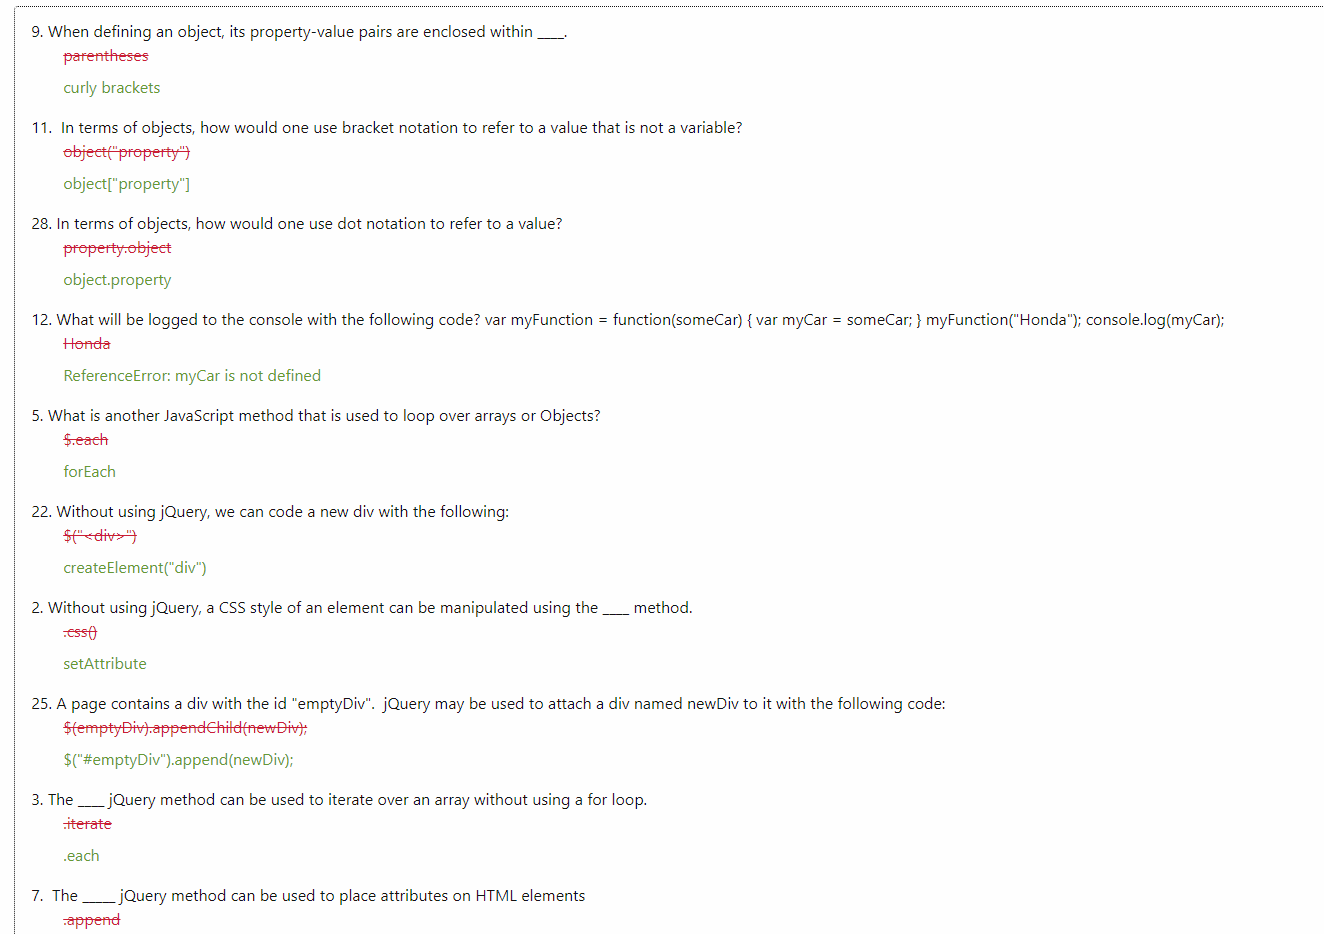 9. When defining an object, its property-value pairs are enclosed within ____.
parentheses
curly brackets
11.  In terms of objects, how would one use bracket notation to refer to a value that is not a variable?
object("property")
object["property"]
28. In terms of objects, how would one use dot notation to refer to a value?
property.object
object.property
12. What will be logged to the console with the following code? var myFunction = function(someCar) { var myCar = someCar; } myFunction("Honda"); console.log(myCar);
Honda
ReferenceError: myCar is not defined
5. What is another JavaScript method that is used to loop over arrays or Objects?
$.each
forEach
22. Without using jQuery, we can code a new div with the following:
$("<div>")
createElement("div")
2. Without using jQuery, a CSS style of an element can be manipulated using the ____ method.
.css()
setAttribute
25. A page contains a div with the id "emptyDiv".  jQuery may be used to attach a div named newDiv to it with the following code:
$(emptyDiv).appendChild(newDiv);
$("#emptyDiv").append(newDiv);
3. The ____ jQuery method can be used to iterate over an array without using a for loop.
.iterate
.each
7.  The _____ jQuery method can be used to place attributes on HTML elements
.append